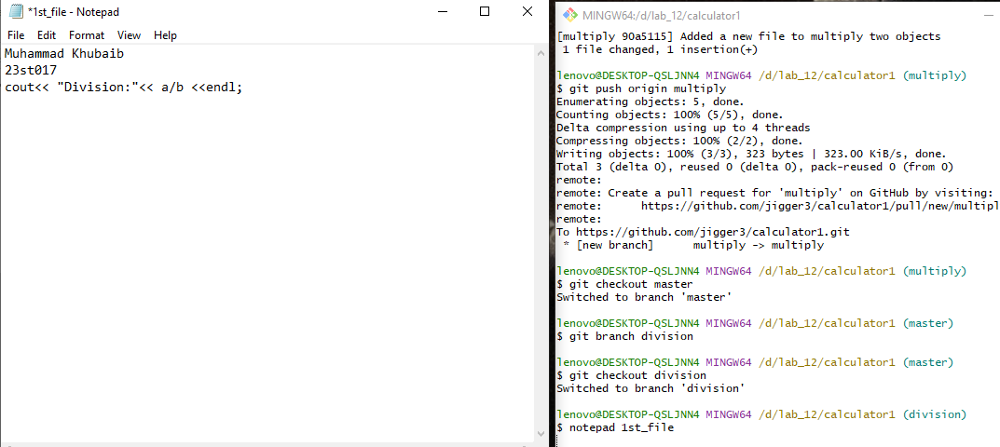 *1st_file - Notepad
File Edit Format View Help
Muhammad Khubaib
23st017
cout<< "Division:"<< a/b <<endl;
MINGW64:/d/lab_12/calculator1
[multiply 90a5115] Added a new file to multiply two objects
 1 file changed, 1 insertion(+)
lenovo@DESKTOP-QSLJNN4 MINGW64 /d/lab_12/calculator1 (multiply)
$ git push origin multiply
Enumerating objects: 5, done.
Counting objects: 100% (5/5), done.
Delta compression using up to 4 threads
Compressing objects: 100% (2/2), done.
Writing objects: 100% (3/3), 323 bytes | 323.00 KiB/s, done.
Total 3 (delta 0), reused 0 (delta 0), pack-reused 0 (from 0)
remote:
remote: Create a pull request for 'multiply' on GitHub by visiting:
remote:      https://github.com/jigger3/calculator1/pull/new/multipl
remote:
To https://github.com/jigger3/calculator1.git
 * [new branch]      multiply -> multiply
lenovo@DESKTOP-QSLJNN4 MINGW64 /d/lab_12/calculator1 (multiply)
$ git checkout master
Switched to branch 'master'
lenovo@DESKTOP-QSLJNN4 MINGW64 /d/lab_12/calculator1 (master)
$ git branch division
lenovo@DESKTOP-QSLJNN4 MINGW64 /d/lab_12/calculator1 (master)
$ git checkout division
Switched to branch 'division'
lenovo@DESKTOP-QSLJNN4 MINGW64 /d/lab_12/calculator1 (division)
$ notepad 1st_file